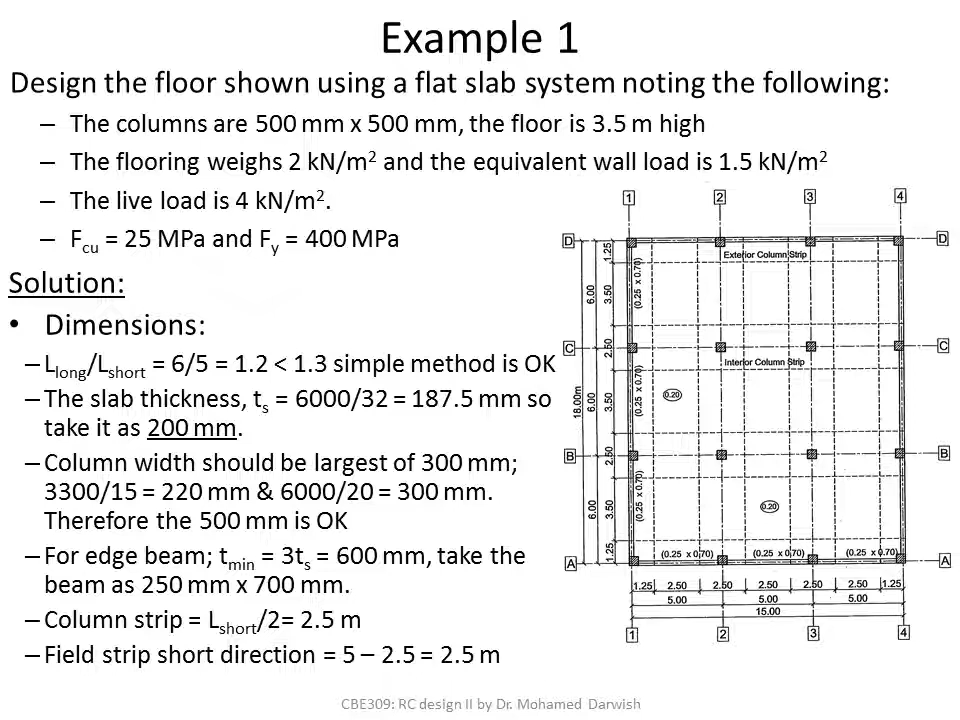 Example 1
Design the floor shown using a flat slab system noting the following:
– The columns are 500 mm x 500 mm, the floor is 3.5 m high
– The flooring weighs 2 kN/m² and the equivalent wall load is 1.5 kN/m²
– The live load is 4 kN/m².
– Fcu = 25 MPa and Fy = 400 MPa
Solution:
• Dimensions:
– Llong/Lshort = 6/5 = 1.2 < 1.3 simple method is OK
– The slab thickness, ts = 6000/32 = 187.5 mm so
take it as 200 mm.
– Column width should be largest of 300 mm;
3300/15 = 220 mm & 6000/20 = 300 mm.
Therefore the 500 mm is OK
– For edge beam; tmin = 3ts = 600 mm, take the
beam as 250 mm x 700 mm.
– Column strip = Lshort/2= 2.5 m
– Field strip short direction = 5 – 2.5 = 2.5 m
1 2 3 4
D D
1.25
Exterior Column Strip
(0.25 x 0.70)
6.00 3.50
C 2.50 C
Interior Column Strip
(0.25 x 0.70)
0.20
18.00m 6.00 3.50
B 2.50 B
(0.25 x 0.70)
6.00 3.50
0.20
1.25
(0.25 x 0.70) (0.25 x 0.70) (0.25 x 0.70)
A A
1.25 2.50 2.50 2.50 2.50 2.50 1.25
5.00 5.00 5.00
15.00
1 2 3 4
CBE309: RC design II by Dr. Mohamed Darwish